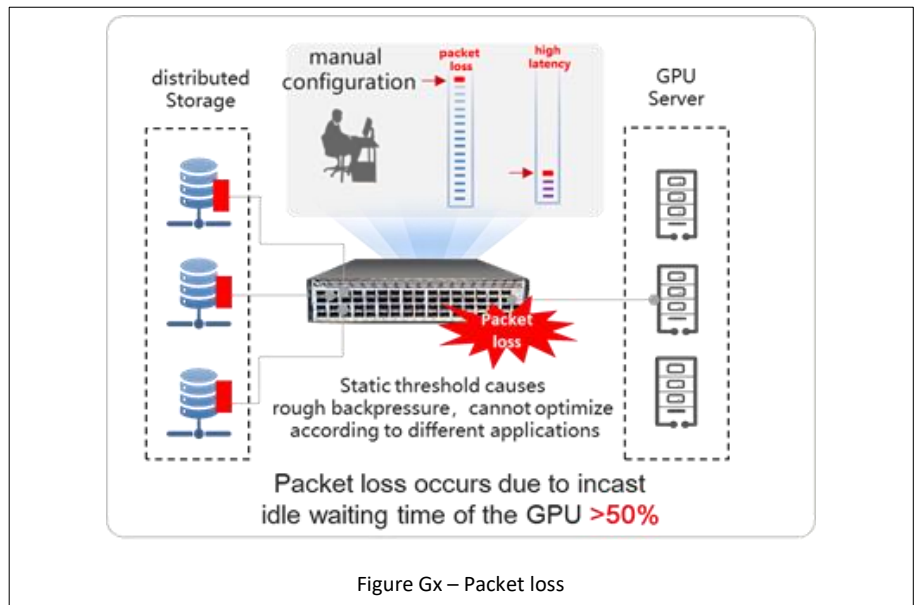 manual
configuration
packet
loss
high
latency
distributed
Storage
GPU
Server
Packet
loss
Static threshold causes
rough backpressure, cannot optimize
according to different applications
Packet loss occurs due to incast
idle waiting time of the GPU >50%
Figure Gx – Packet loss